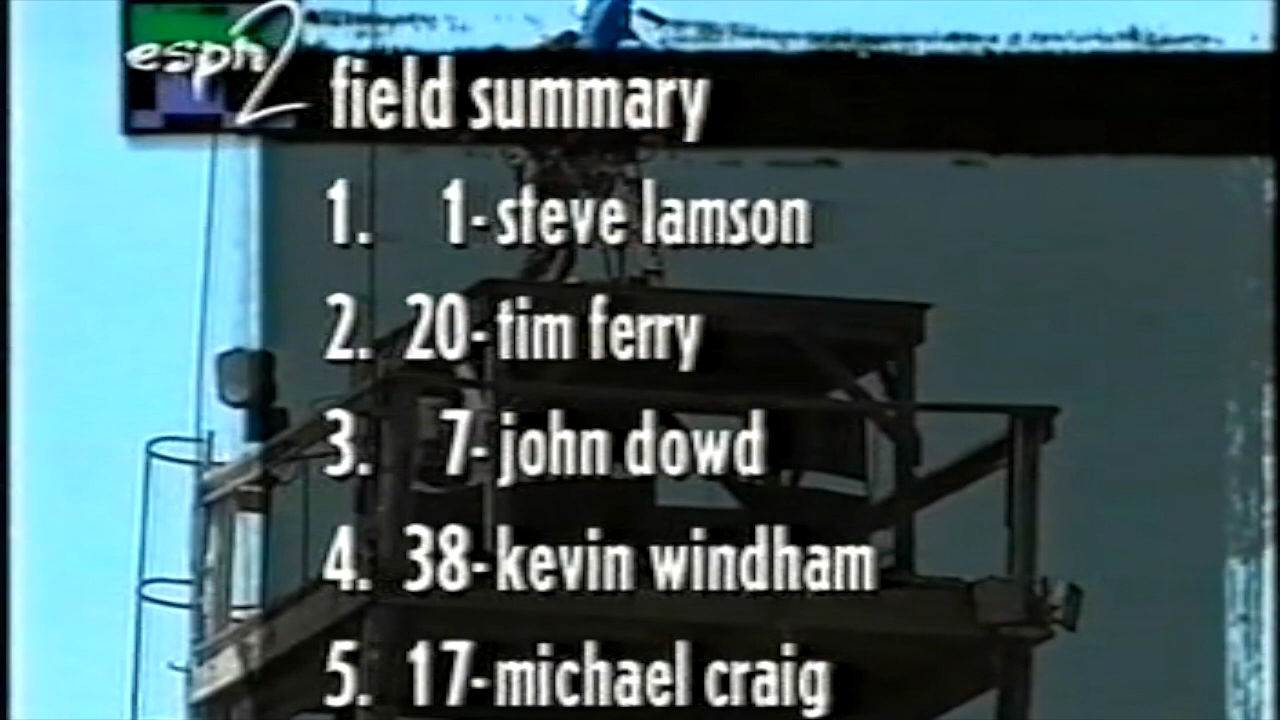 espn2
field summary
1. 1-steve lamson
2. 20-tim ferry
3. 7-john dowd
4. 38-kevin windham
5. 17-michael craig